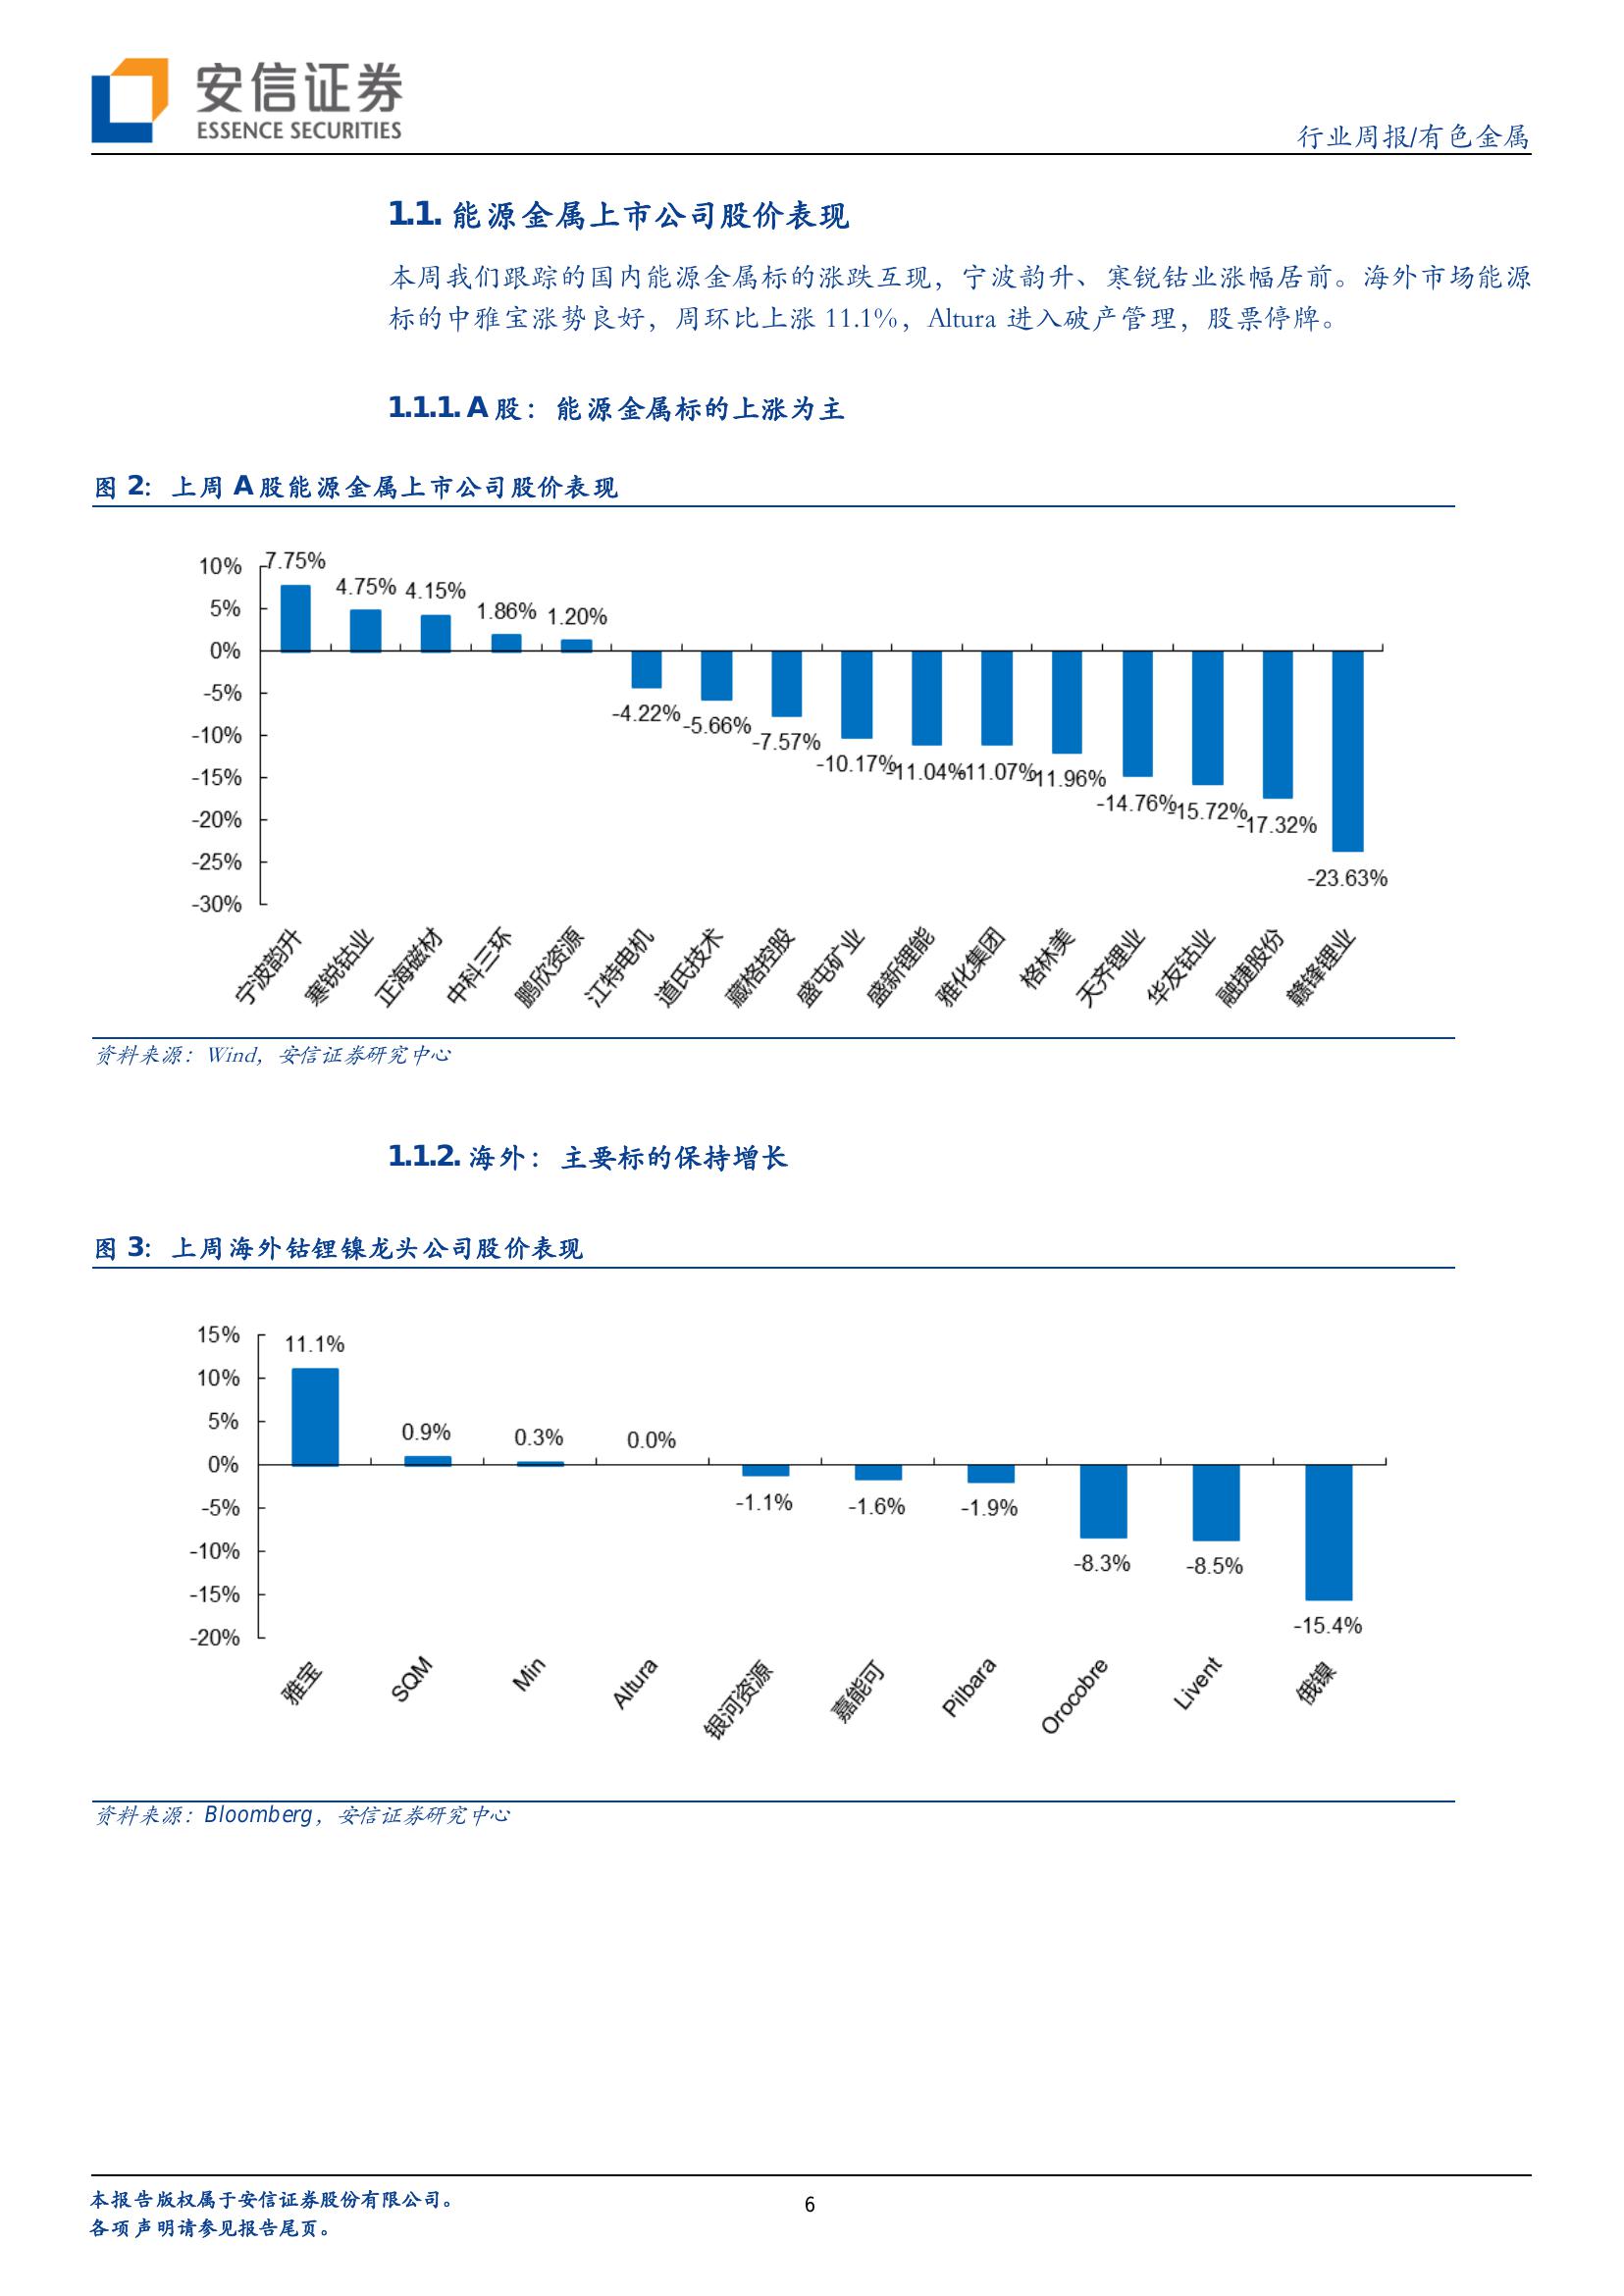 安信证券
ESSENCE SECURITIES
行业周报/有色金属
1.1. 能源金属上市公司股价表现
本周我们跟踪的国内能源金属标的涨跌互现，宁波韵升、寒锐钴业涨幅居前。海外市场能源
标的中雅宝涨势良好，周环比上涨 11.1%，Altura 进入破产管理，股票停牌。
1.1.1. A 股：能源金属标的上涨为主
图 2：上周 A 股能源金属上市公司股价表现
10%
5%
0%
-5%
-10%
-15%
-20%
-25%
-30%
7.75%
4.75%
4.15%
1.86%
1.20%
-4.22%
-5.66%
-7.57%
-10.17%
-11.04%
-11.07%
-11.96%
-14.76%
-15.72%
-17.32%
-23.63%
宁波韵升
寒锐钴业
正海磁材
中科三环
鹏欣资源
江特电机
道氏技术
藏格控股
盛屯矿业
盛新锂能
雅化集团
格林美
天齐锂业
华友钴业
融捷股份
赣锋锂业
资料来源：Wind，安信证券研究中心
1.1.2. 海外：主要标的保持增长
图 3：上周海外钴锂镍龙头公司股价表现
15%
10%
5%
0%
-5%
-10%
-15%
-20%
11.1%
0.9%
0.3%
0.0%
-1.1%
-1.6%
-1.9%
-8.3%
-8.5%
-15.4%
雅宝
SQM
Min
Altura
银河资源
嘉能可
Pilbara
Orocobre
Livent
俄镍
资料来源：Bloomberg，安信证券研究中心
本报告版权属于安信证券股份有限公司。
各项声明请参见报告尾页。
6